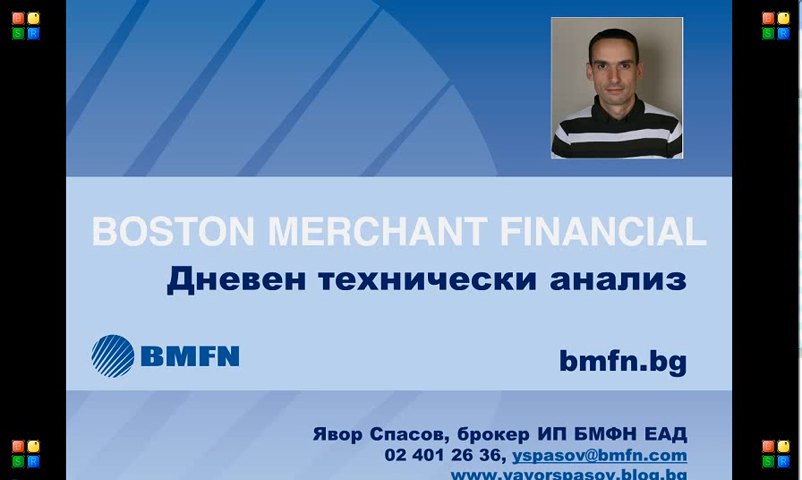 BOSTON MERCHANT FINANCIAL
Дневен технически анализ
BMFN
bmfn.bg
Явор Спасов, брокер ИП БМФН ЕАД
02 401 26 36, yspasov@bmfn.com
www.yavorspasov.blog.bg
B
S R
B
S R
B
S R
B
S R